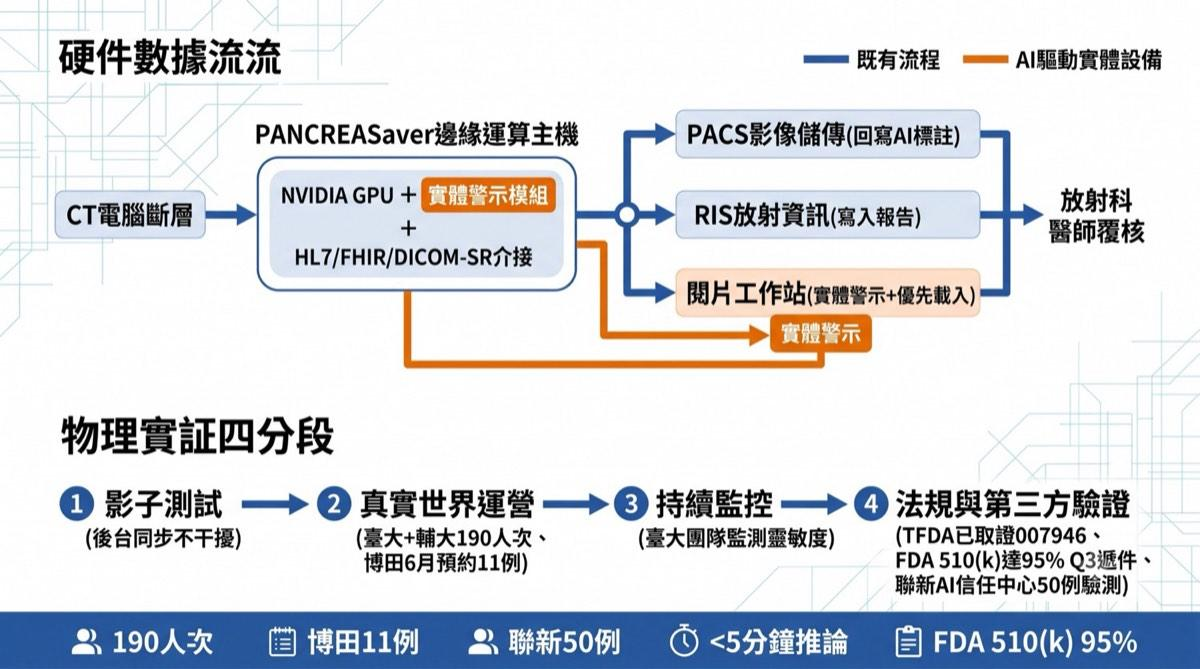 硬件數據流流
既有流程
AI驅動實體設備
PANCREASaver邊緣運算主機
CT電腦斷層
NVIDIA GPU + 實體警示模組
+
HL7/FHIR/DICOM-SR介接
PACS影像儲傳(回寫AI標註)
RIS放射資訊(寫入報告)
閱片工作站(實體警示+優先載入)
實體警示
放射科
醫師覆核
物理實証四分段
1 影子測試
(後台同步不干擾)
2 真實世界運營
(臺大+輔大190人次、
博田6月預約11例)
3 持續監控
(臺大團隊監測靈敏度)
4 法規與第三方驗證
(TFDA已取證007946、
FDA 510(k)達95% Q3遞件、
聯新AI信任中心50例驗測)
190人次
博田11例
聯新50例
<5分鐘推論
FDA 510(k) 95%